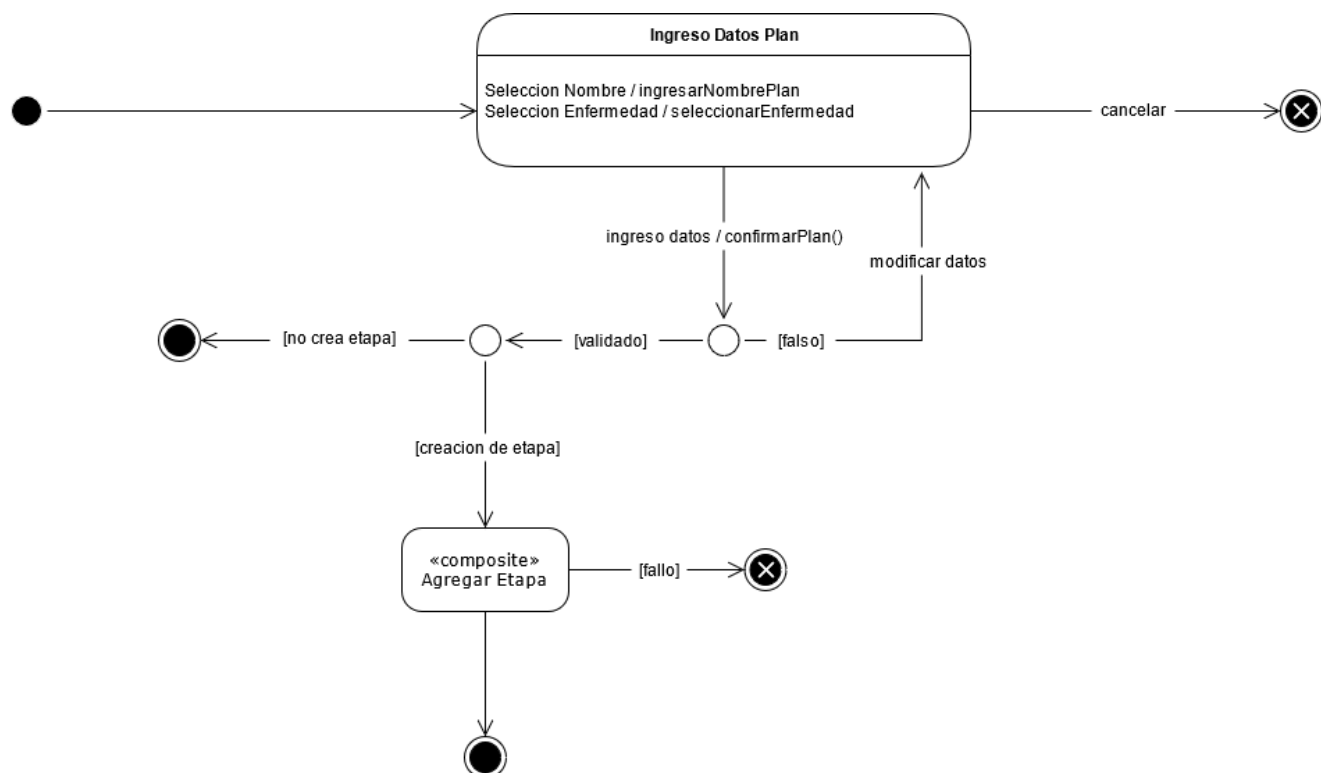 Ingreso Datos Plan
Seleccion Nombre / ingresarNombrePlan
Seleccion Enfermedad / seleccionarEnfermedad
cancelar
ingreso datos / confirmarPlan()
modificar datos
[no crea etapa]
[validado]
[falso]
[creacion de etapa]
«composite»
Agregar Etapa
[fallo]